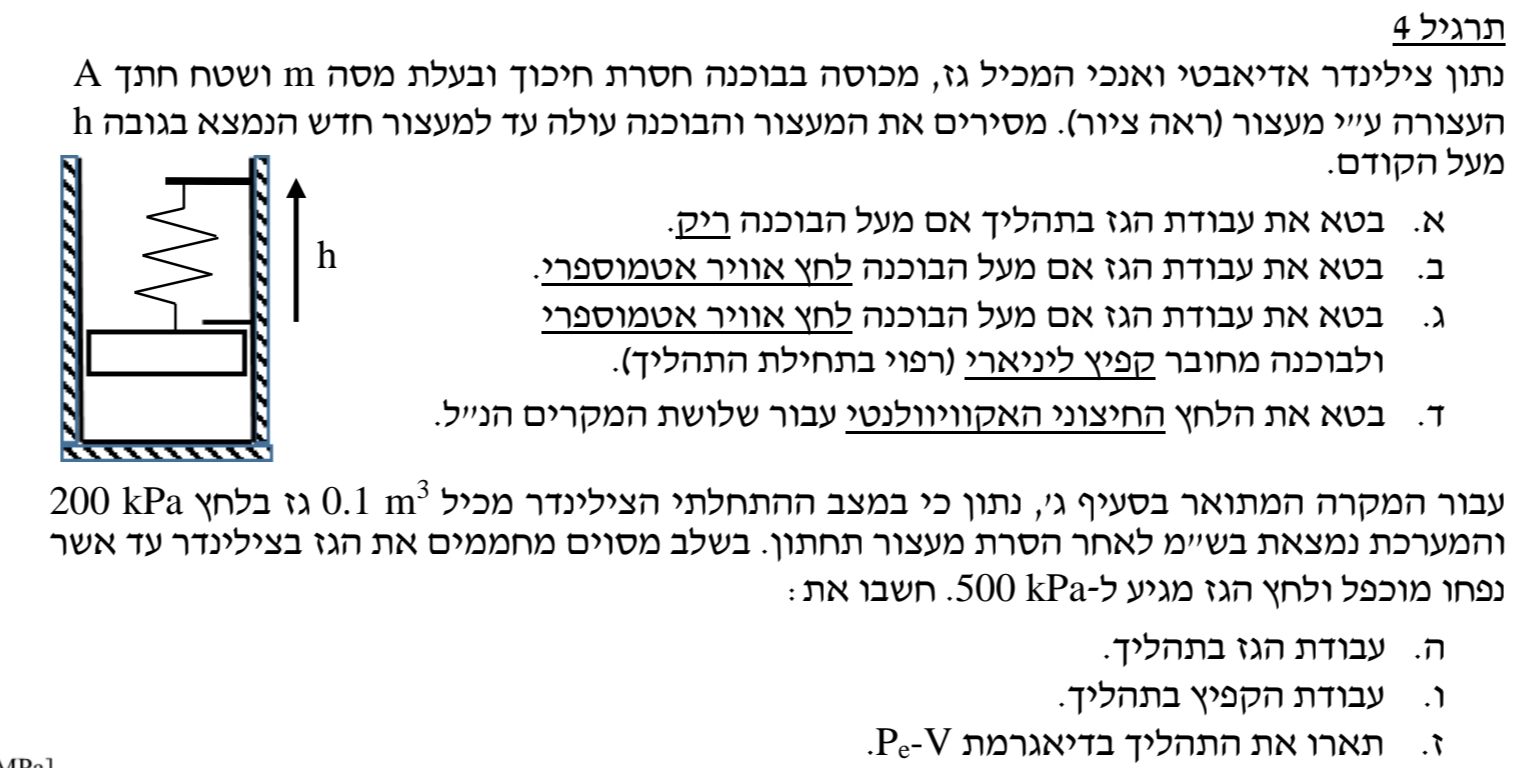 תרגיל 4
נתון צילינדר אדיאבטי ואנכי המכיל גז, מכוסה בבוכנה חסרת חיכוך ובעלת מסה m ושטח חתך A
העצורה ע"י מעצור (ראה ציור). מסירים את המעצור והבוכנה עולה עד למעצור חדש הנמצא בגובה h
מעל הקודם.
א. בטא את עבודת הגז בתהליך אם מעל הבוכנה ריק.
ב. בטא את עבודת הגז אם מעל הבוכנה לחץ אוויר אטמוספרי.
ג. בטא את עבודת הגז אם מעל הבוכנה לחץ אוויר אטמוספרי
ולבוכנה מחובר קפיץ ליניארי (רפוי בתחילת התהליך).
ד. בטא את הלחץ החיצוני האקוויוולנטי עבור שלושת המקרים הנ"ל.
h
עבור המקרה המתואר בסעיף ג', נתון כי במצב ההתחלתי הצילינדר מכיל 0.1 m³ גז בלחץ 200 kPa
והמערכת נמצאת בש"מ לאחר הסרת מעצור תחתון. בשלב מסוים מחממים את הגז בצילינדר עד אשר
נפחו מוכפל ולחץ הגז מגיע ל-500 kPa. חשבו את:
ה. עבודת הגז בתהליך.
ו. עבודת הקפיץ בתהליך.
ז. תארו את התהליך בדיאגרמת Pe-V.